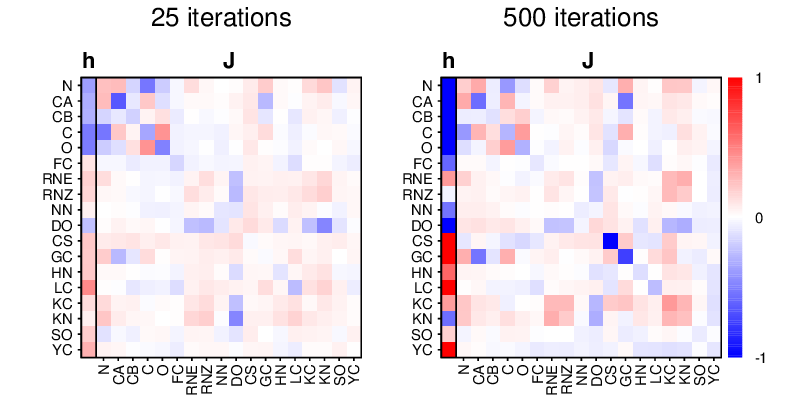 25 iterations 500 iterations
h J h J
N N 1
CA CA
CB CB
C C
O O
FC FC
RNE RNE
RNZ RNZ
NN NN 0
DO DO
CS CS
GC GC
HN HN
LC LC
KC KC
KN KN
SO SO
YC YC -1
N CA CB C O FC RNE RNZ NN DO CS GC HN LC KC KN SO YC N CA CB C O FC RNE RNZ NN DO CS GC HN LC KC KN SO YC